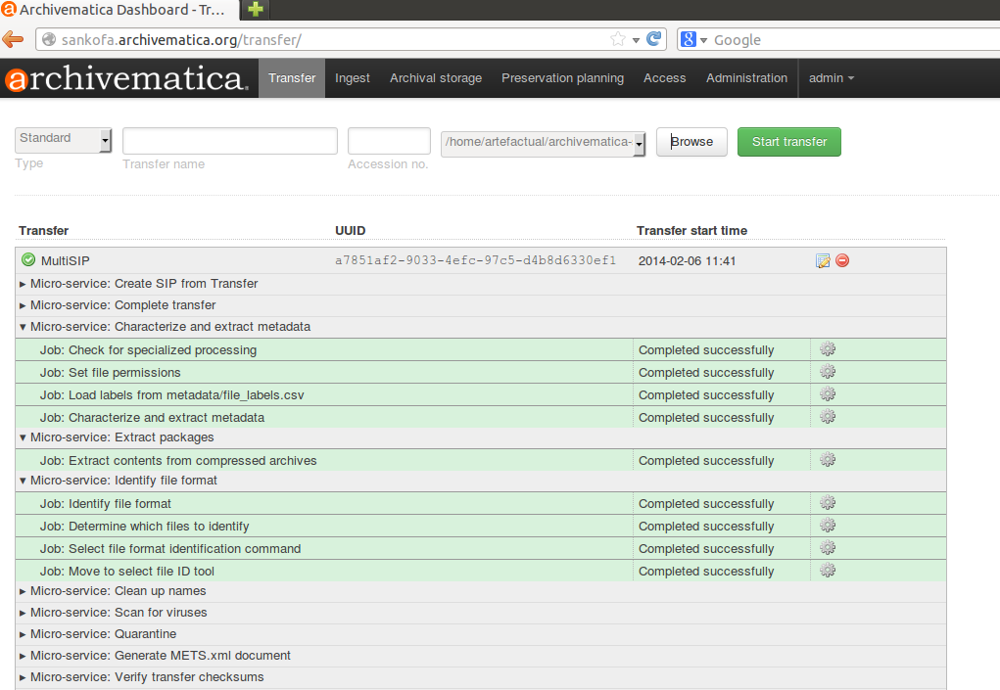 Archivematica Dashboard - Tr...
sankofa.archivematica.org/transfer/
Google
archivematica.
Transfer Ingest Archival storage Preservation planning Access Administration admin
Standard /home/artefactual/archivematica- Browse Start transfer
Type Transfer name Accession no.
Transfer UUID Transfer start time
MultiSIP a7851af2-9033-4efc-97c5-d4b8d6330ef1 2014-02-06 11:41
Micro-service: Create SIP from Transfer
Micro-service: Complete transfer
Micro-service: Characterize and extract metadata
Job: Check for specialized processing Completed successfully
Job: Set file permissions Completed successfully
Job: Load labels from metadata/file_labels.csv Completed successfully
Job: Characterize and extract metadata Completed successfully
Micro-service: Extract packages
Job: Extract contents from compressed archives Completed successfully
Micro-service: Identify file format
Job: Identify file format Completed successfully
Job: Determine which files to identify Completed successfully
Job: Select file format identification command Completed successfully
Job: Move to select file ID tool Completed successfully
Micro-service: Clean up names
Micro-service: Scan for viruses
Micro-service: Quarantine
Micro-service: Generate METS.xml document
Micro-service: Verify transfer checksums